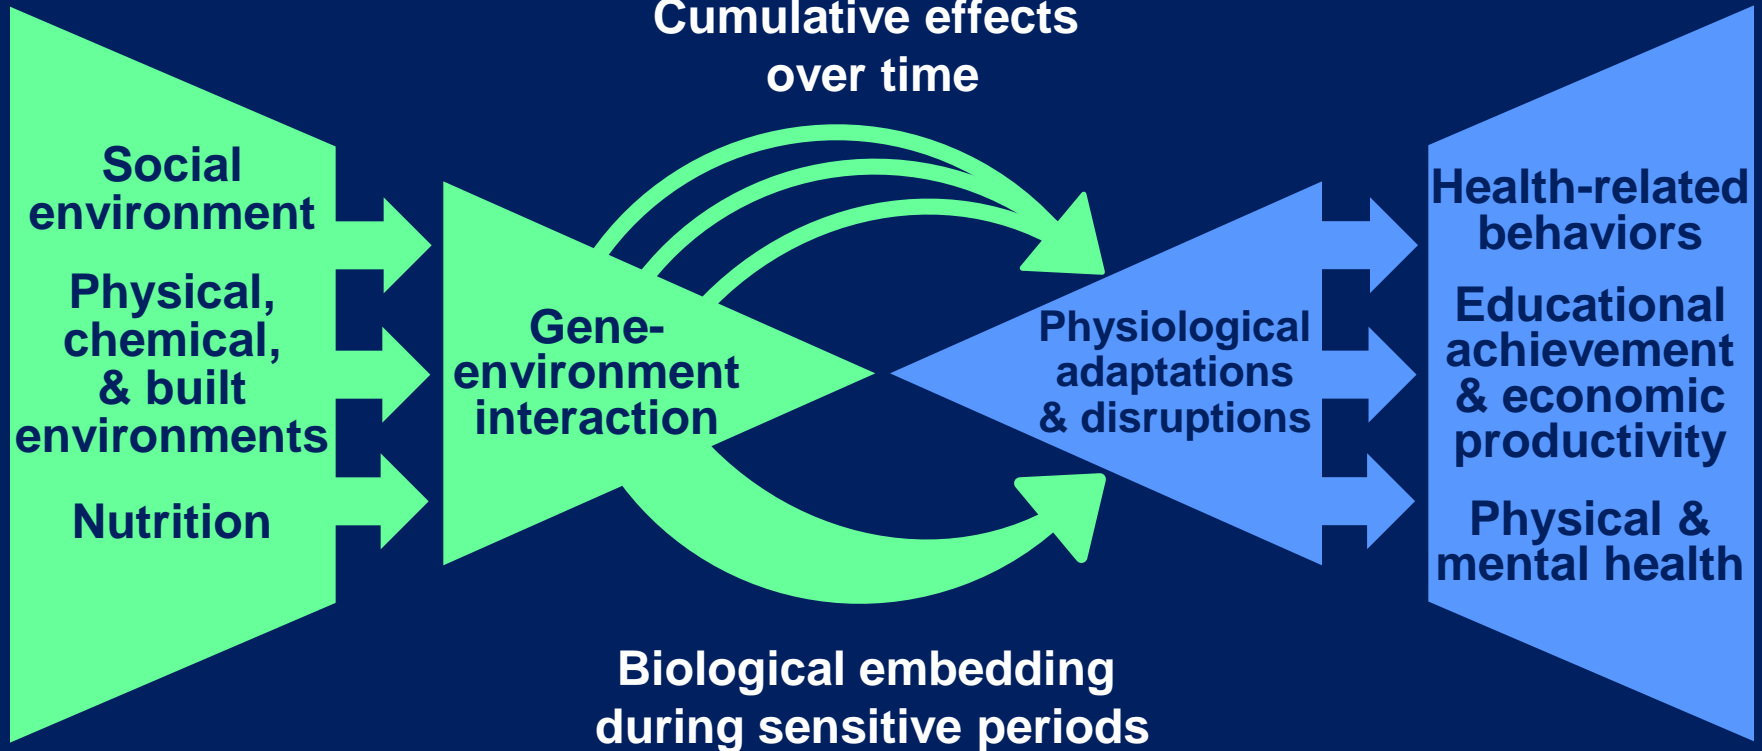 Cumulative effects
over time
Social
environment
Physical,
chemical,
& built
environments
Nutrition
Gene-
environment
interaction
Physiological
adaptations
& disruptions
Health-related
behaviors
Educational
achievement
& economic
productivity
Physical &
mental health
Biological embedding
during sensitive periods